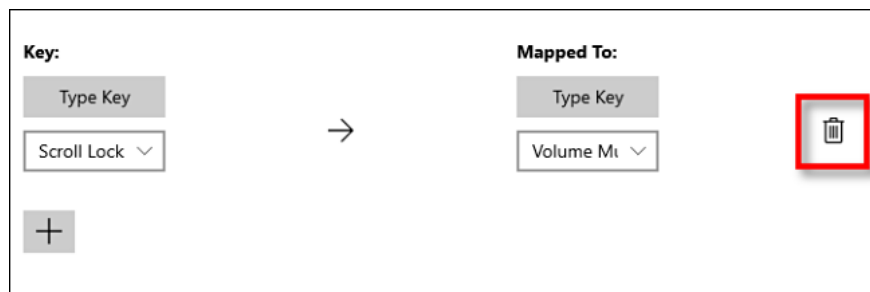 Key:
Mapped To:
Type Key
Type Key
Scroll Lock
Volume Mu